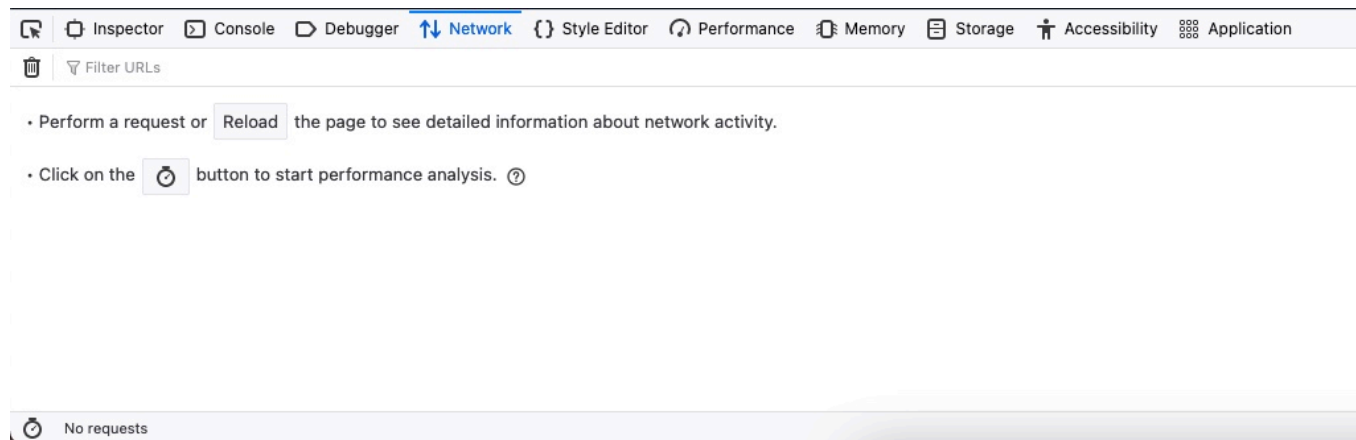 Inspector Console Debugger Network Style Editor Performance Memory Storage Accessibility Application
Filter URLs
• Perform a request or Reload the page to see detailed information about network activity.
• Click on the button to start performance analysis.
No requests